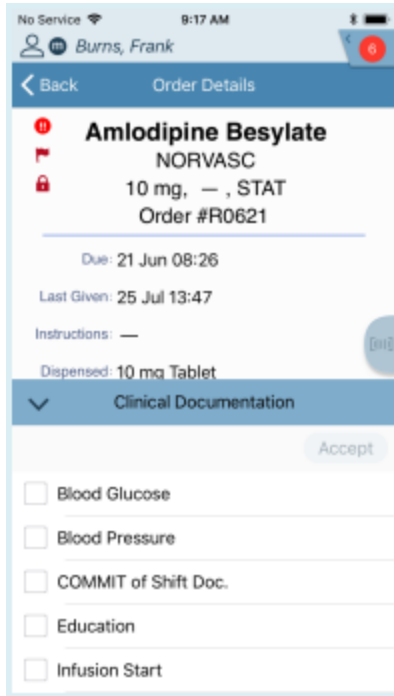 No Service 9:17 AM
m Burns, Frank 6
Back Order Details
!! Amlodipine Besylate
NORVASC
10 mg, — , STAT
Order #R0621
Due: 21 Jun 08:26
Last Given: 25 Jul 13:47
Instructions: —
Dispensed: 10 mg Tablet
Clinical Documentation
Accept
Blood Glucose
Blood Pressure
COMMIT of Shift Doc.
Education
Infusion Start